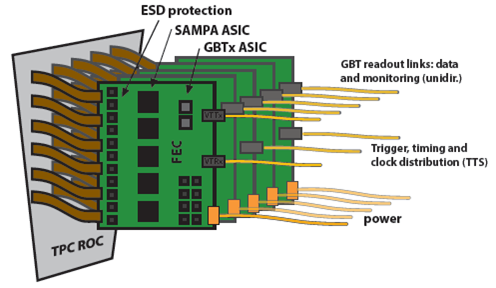 ESD protection
SAMPA ASIC
GBTx ASIC
GBT readout links: data
and monitoring (unidir.)
VTTx
FEC
VTRx
Trigger, timing and
clock distribution (TTS)
power
TPC ROC